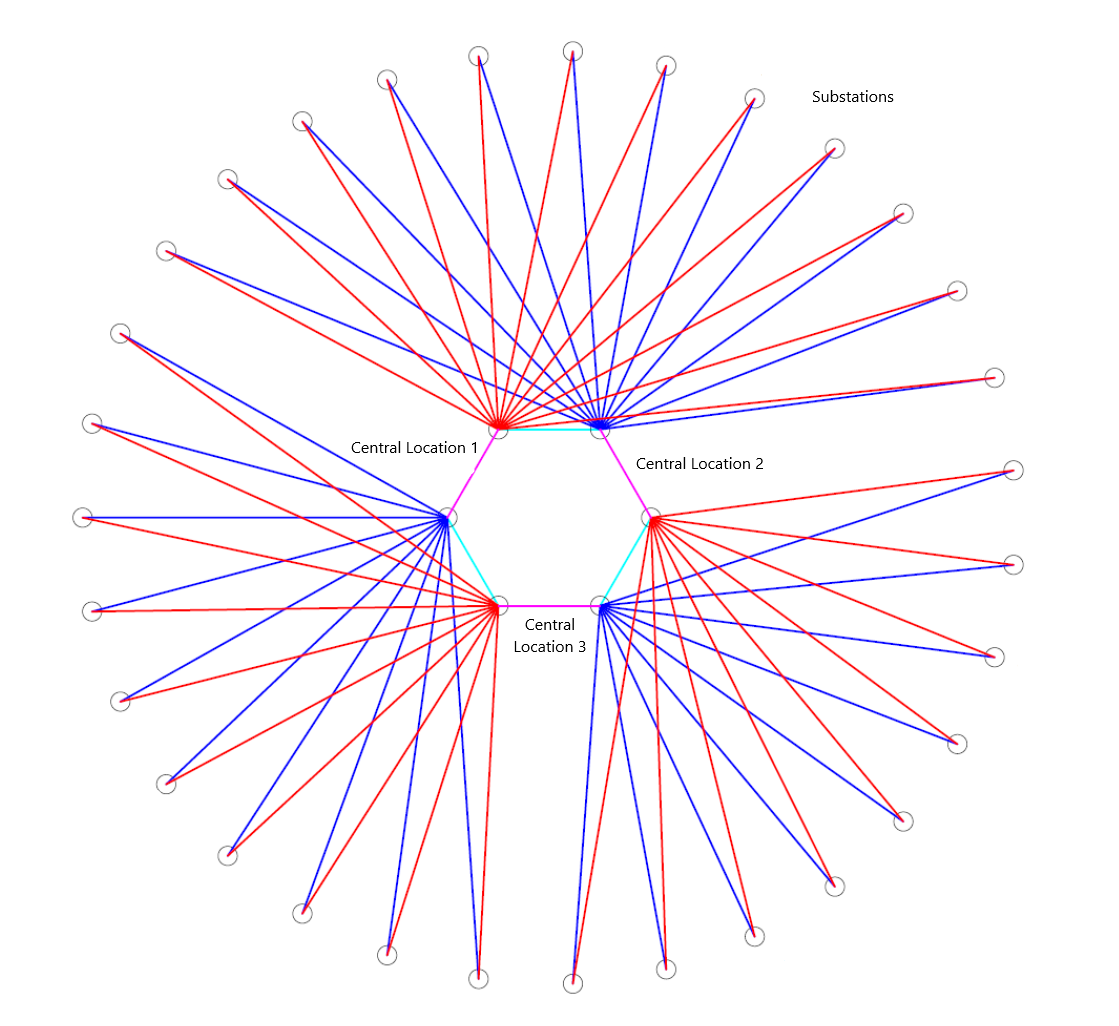 Substations
Central Location 1
Central Location 2
Central
Location 3